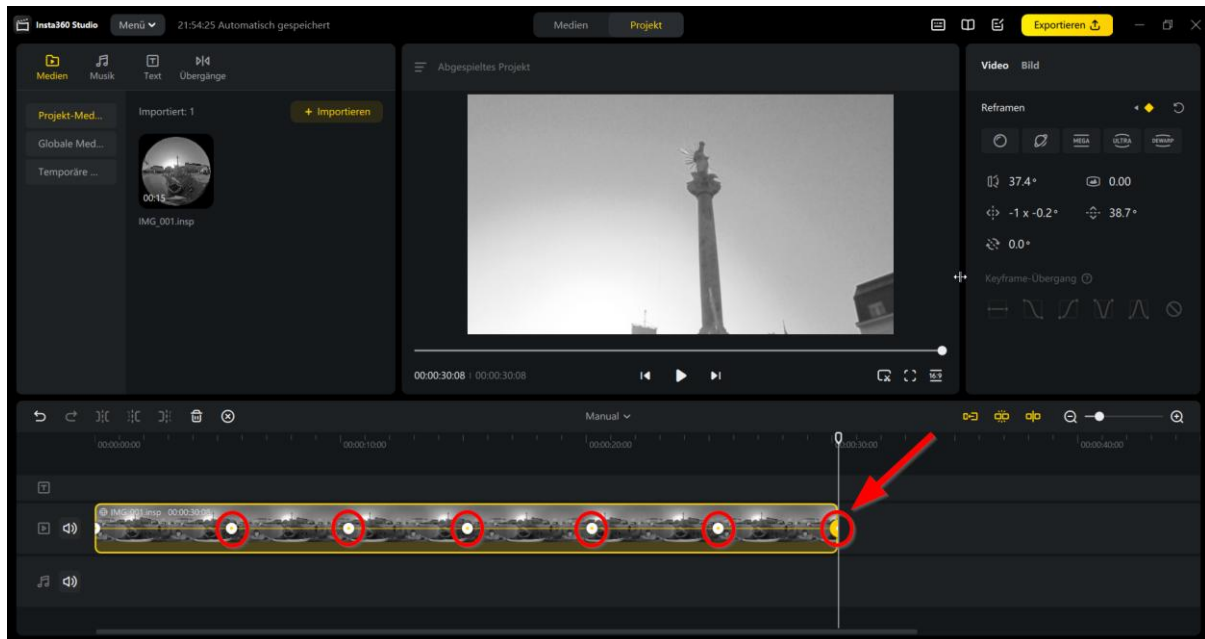 Insta360 Studio Menü 21:54:25 Automatisch gespeichert Medien Projekt Exportieren
Medien Musik Text Übergänge
Abgespieltes Projekt
Video Bild
Projekt-Med...
Importiert: 1
+ Importieren
Globale Med...
Temporäre ...
00:15
IMG_001.insp
Reframen
MEGA ULTRA DEWARP
37.4° 0.00
-1 x -0.2° 38.7°
0.0°
Keyframe-Übergang
00:00:30:08 00:00:30:08
16:9
Manual
00:00:00:00 00:00:10:00 00:00:20:00 00:00:30:00 00:00:40:00
T
IMG_001.insp 00:00:30:08